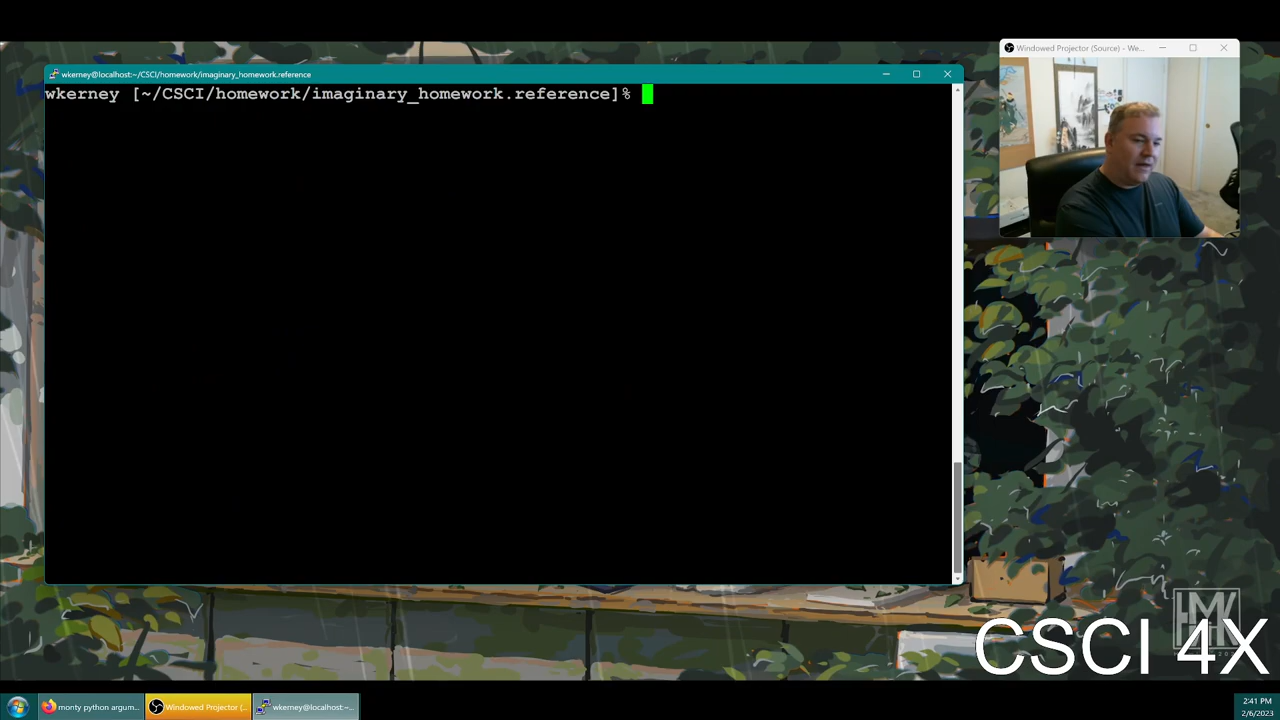 Windowed Projector (Source) - We...
wkerney@localhost:~/CSCI/homework/imaginary_homework.reference
wkerney [~/CSCI/homework/imaginary_homework.reference]%
HMK
CSCI 4X
monty python argum...
Windowed Projector (...
wkerney@localhost:~...
2:41 PM
2/6/2023